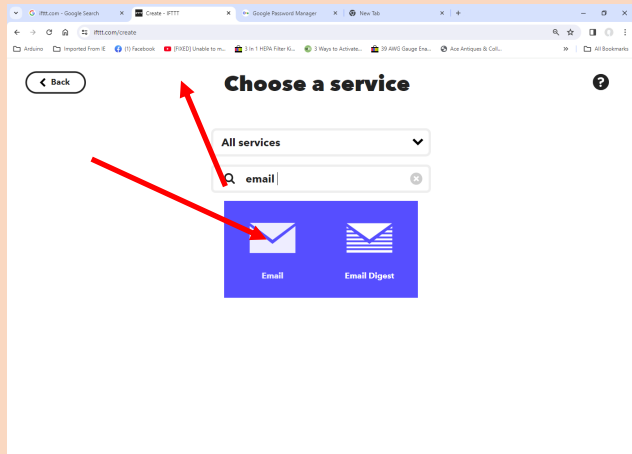 ifttt.com - Google Search
Create - IFTTT
Google Password Manager
New Tab
ifttt.com/create
Arduino
Imported From IE
(1) Facebook
[FIXED] Unable to m...
3 In 1 HEPA Filter Ki...
3 Ways to Activate...
39 AWG Gauge Ena...
Ace Antiques & Coll...
All Bookmarks
Back
Choose a service
?
All services
email
Email
Email Digest